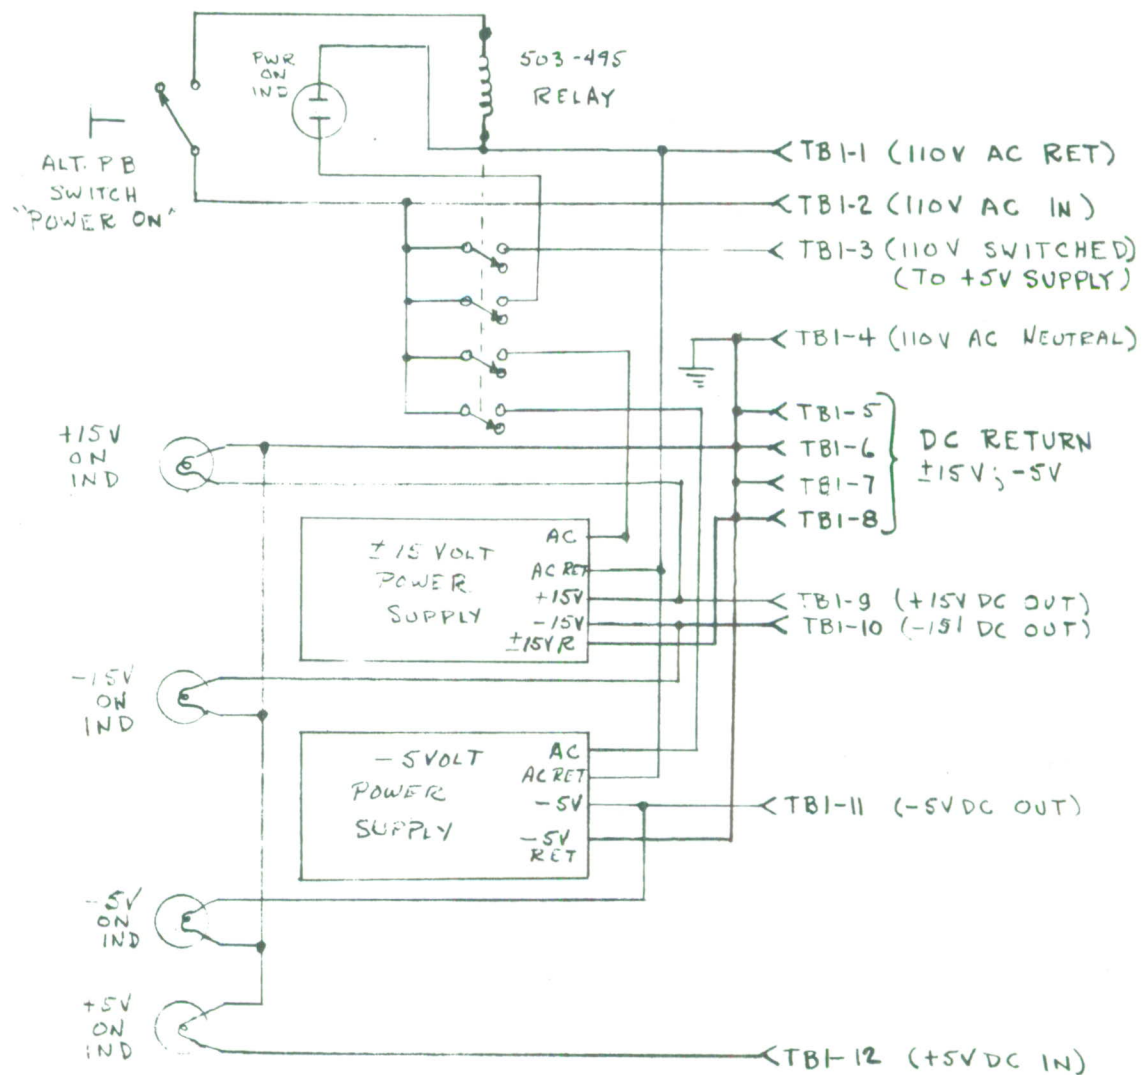 503-495
RELAY
PWR
ON
IND
ALT. PB
SWITCH
"POWER ON"
TB1-1 (110V AC RET)
TB1-2 (110V AC IN)
TB1-3 (110V SWITCHED)
(TO +5V SUPPLY)
TB1-4 (110V AC NEUTRAL)
TB1-5
TB1-6
TB1-7
TB1-8
DC RETURN
±15V; -5V
+15V
ON
IND
±15 VOLT
POWER
SUPPLY
AC
AC RET
+15V
-15V
±15V R
TB1-9 (+15V DC OUT)
TB1-10 (-15V DC OUT)
-15V
ON
IND
-5VOLT
POWER
SUPPLY
AC
AC RET
-5V
-5V
RET
TB1-11 (-5V DC OUT)
-5V
ON
IND
+5V
ON
IND
TB1-12 (+5V DC IN)